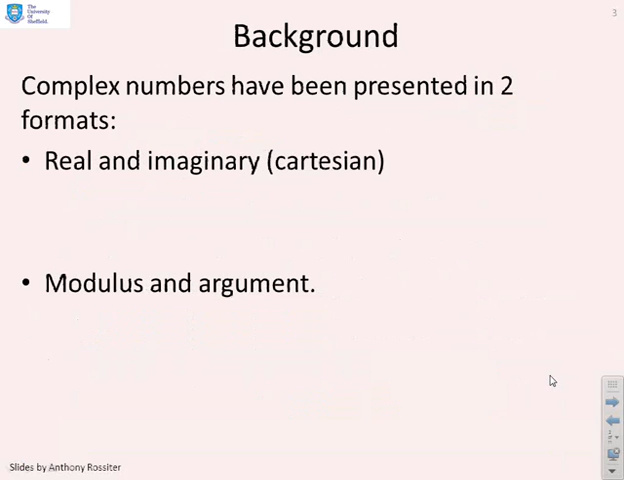 The
University
Of
Sheffield.
3
Background
Complex numbers have been presented in 2
formats:
• Real and imaginary (cartesian)
• Modulus and argument.
Slides by Anthony Rossiter